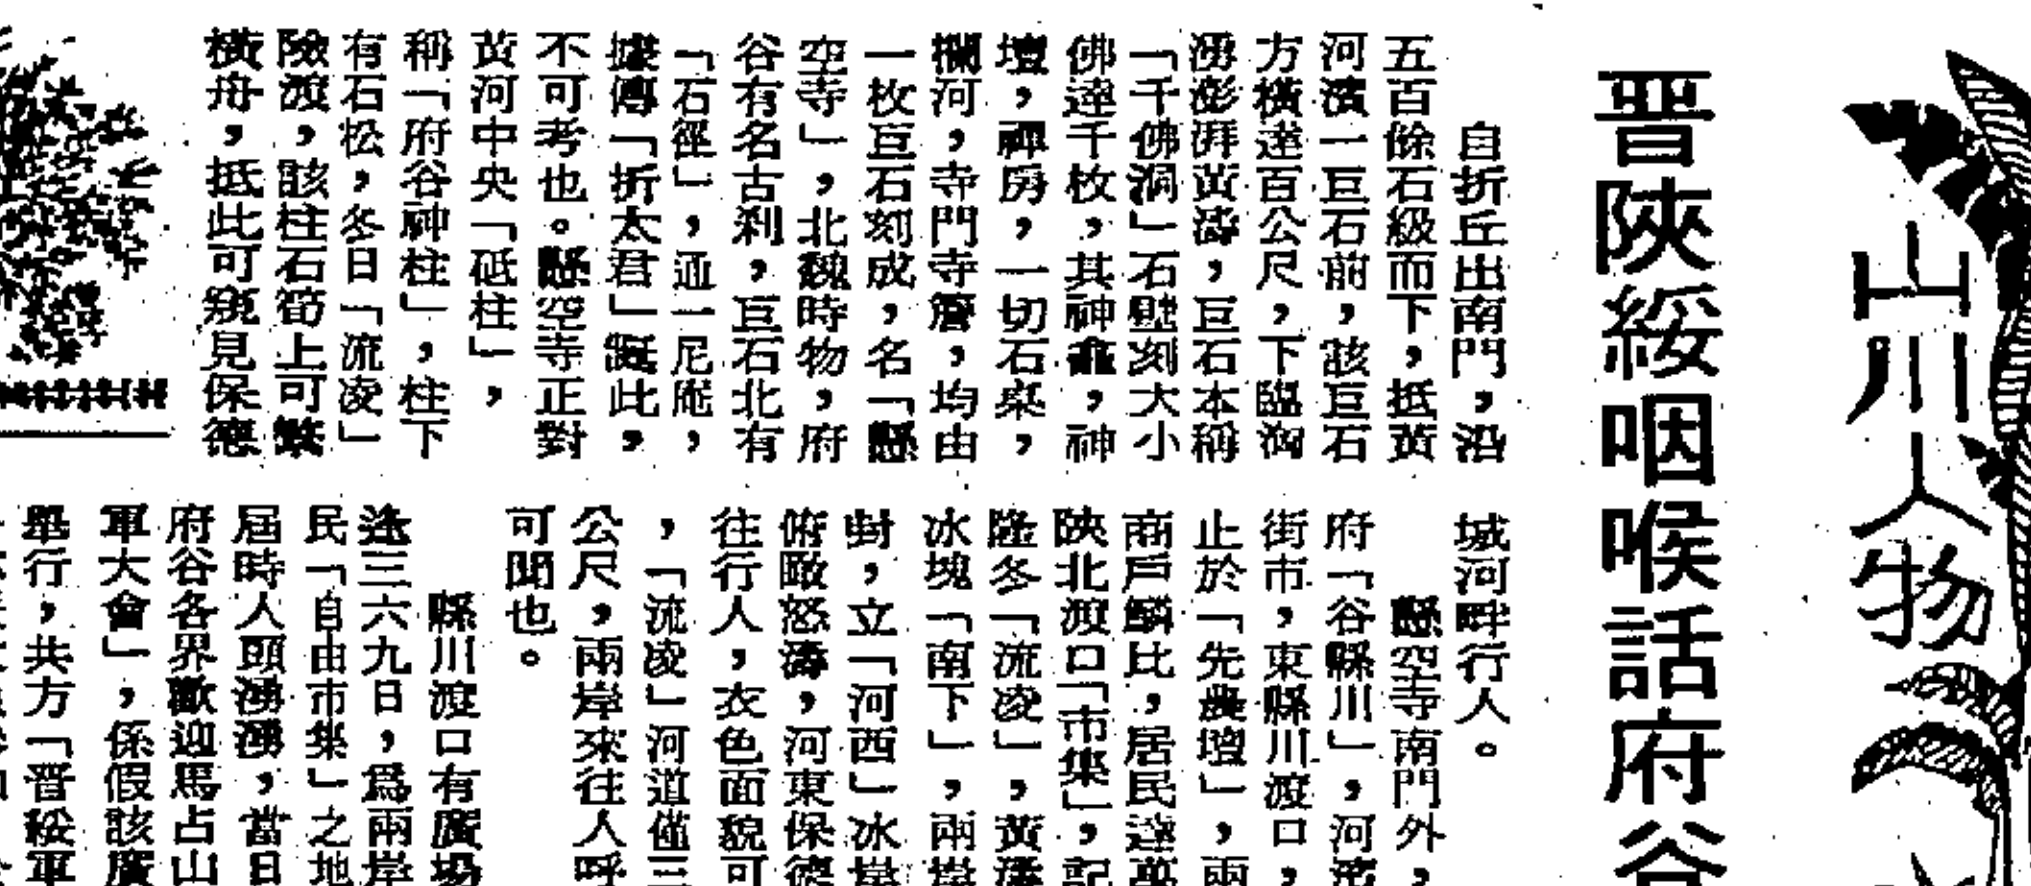 山川人物
晋陝綏咽喉話府谷
自折丘出南門，沿
五百餘石級而下，抵黃
河濱一巨石前，該巨石
方橫達百公尺，下臨洶
湧澎湃黃濤，巨石本稱
「千佛洞」石壁刻大小
佛達千枚，其神龕，神
壇，禪房，一切石桌，
欄河，寺門寺簷，均由
一枚巨石刻成，名「懸
空寺」，北魏時物，府
谷有名古刹，巨石北有
「石徑」，通一尼庵，
據傳「折太君」誕此，
不可考也。懸空寺正對
黃河中央「砥柱」，
稱「府谷神柱」，柱下
有石松，冬日「流凌」
險渡，該柱石筍上可繫
橫舟，抵此可窺見保德
城河畔行人。
懸空寺南門外，
府「谷縣川」，河濱
街市，東縣川渡口，
止於「先農壇」，兩
商戶鱗比，居民達萬
陝北渡口「市集」，記
隆冬「流凌」，黃濤
冰塊「南下」，兩岸
對，立「河西」冰岸
俯瞰怒濤，河東保德
往行人，衣色面貌可
，「流凌」河道僅三
公尺，兩岸來往人呼
可聞也。
縣川渡口有廣場
逢三六九日，爲兩岸
民「自由市集」之地
屆時人頭湧湧，當日
府谷各界歡迎馬占山
軍大會」，係假該廣
舉行，共方「晋綏軍